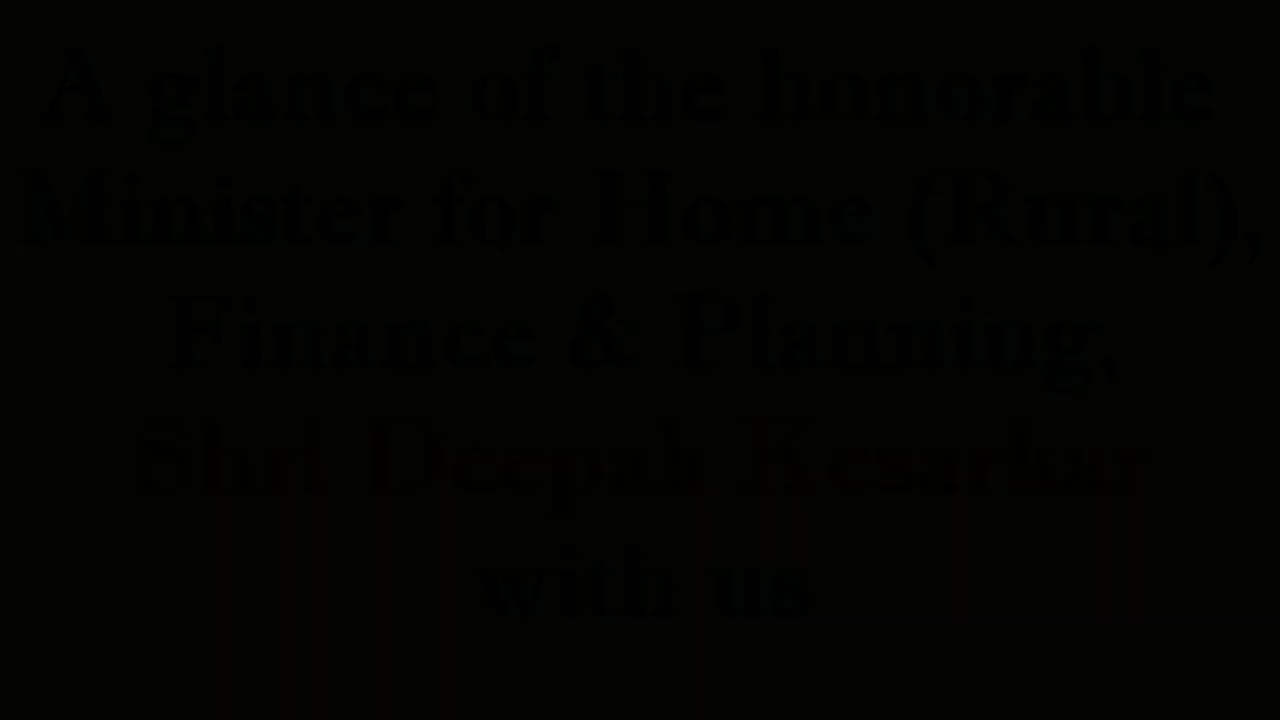 A glance of the honorable
Minister for Home (Rural),
Finance & Planning,
Shri Deepak Kesarkar
with us